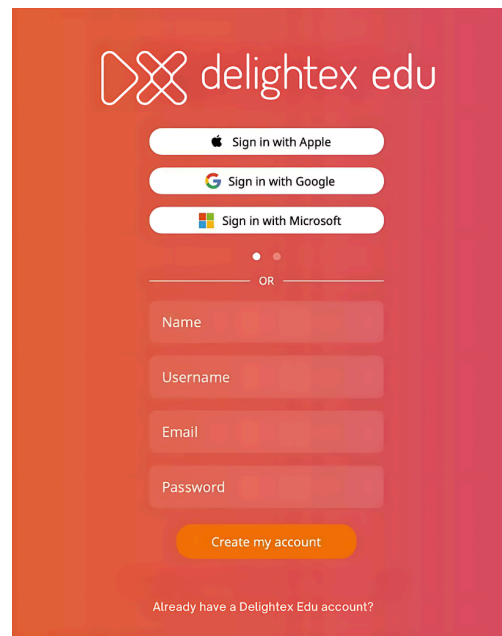 delightex edu
Sign in with Apple
Sign in with Google
Sign in with Microsoft
OR
Name
Username
Email
Password
Create my account
Already have a Delightex Edu account?